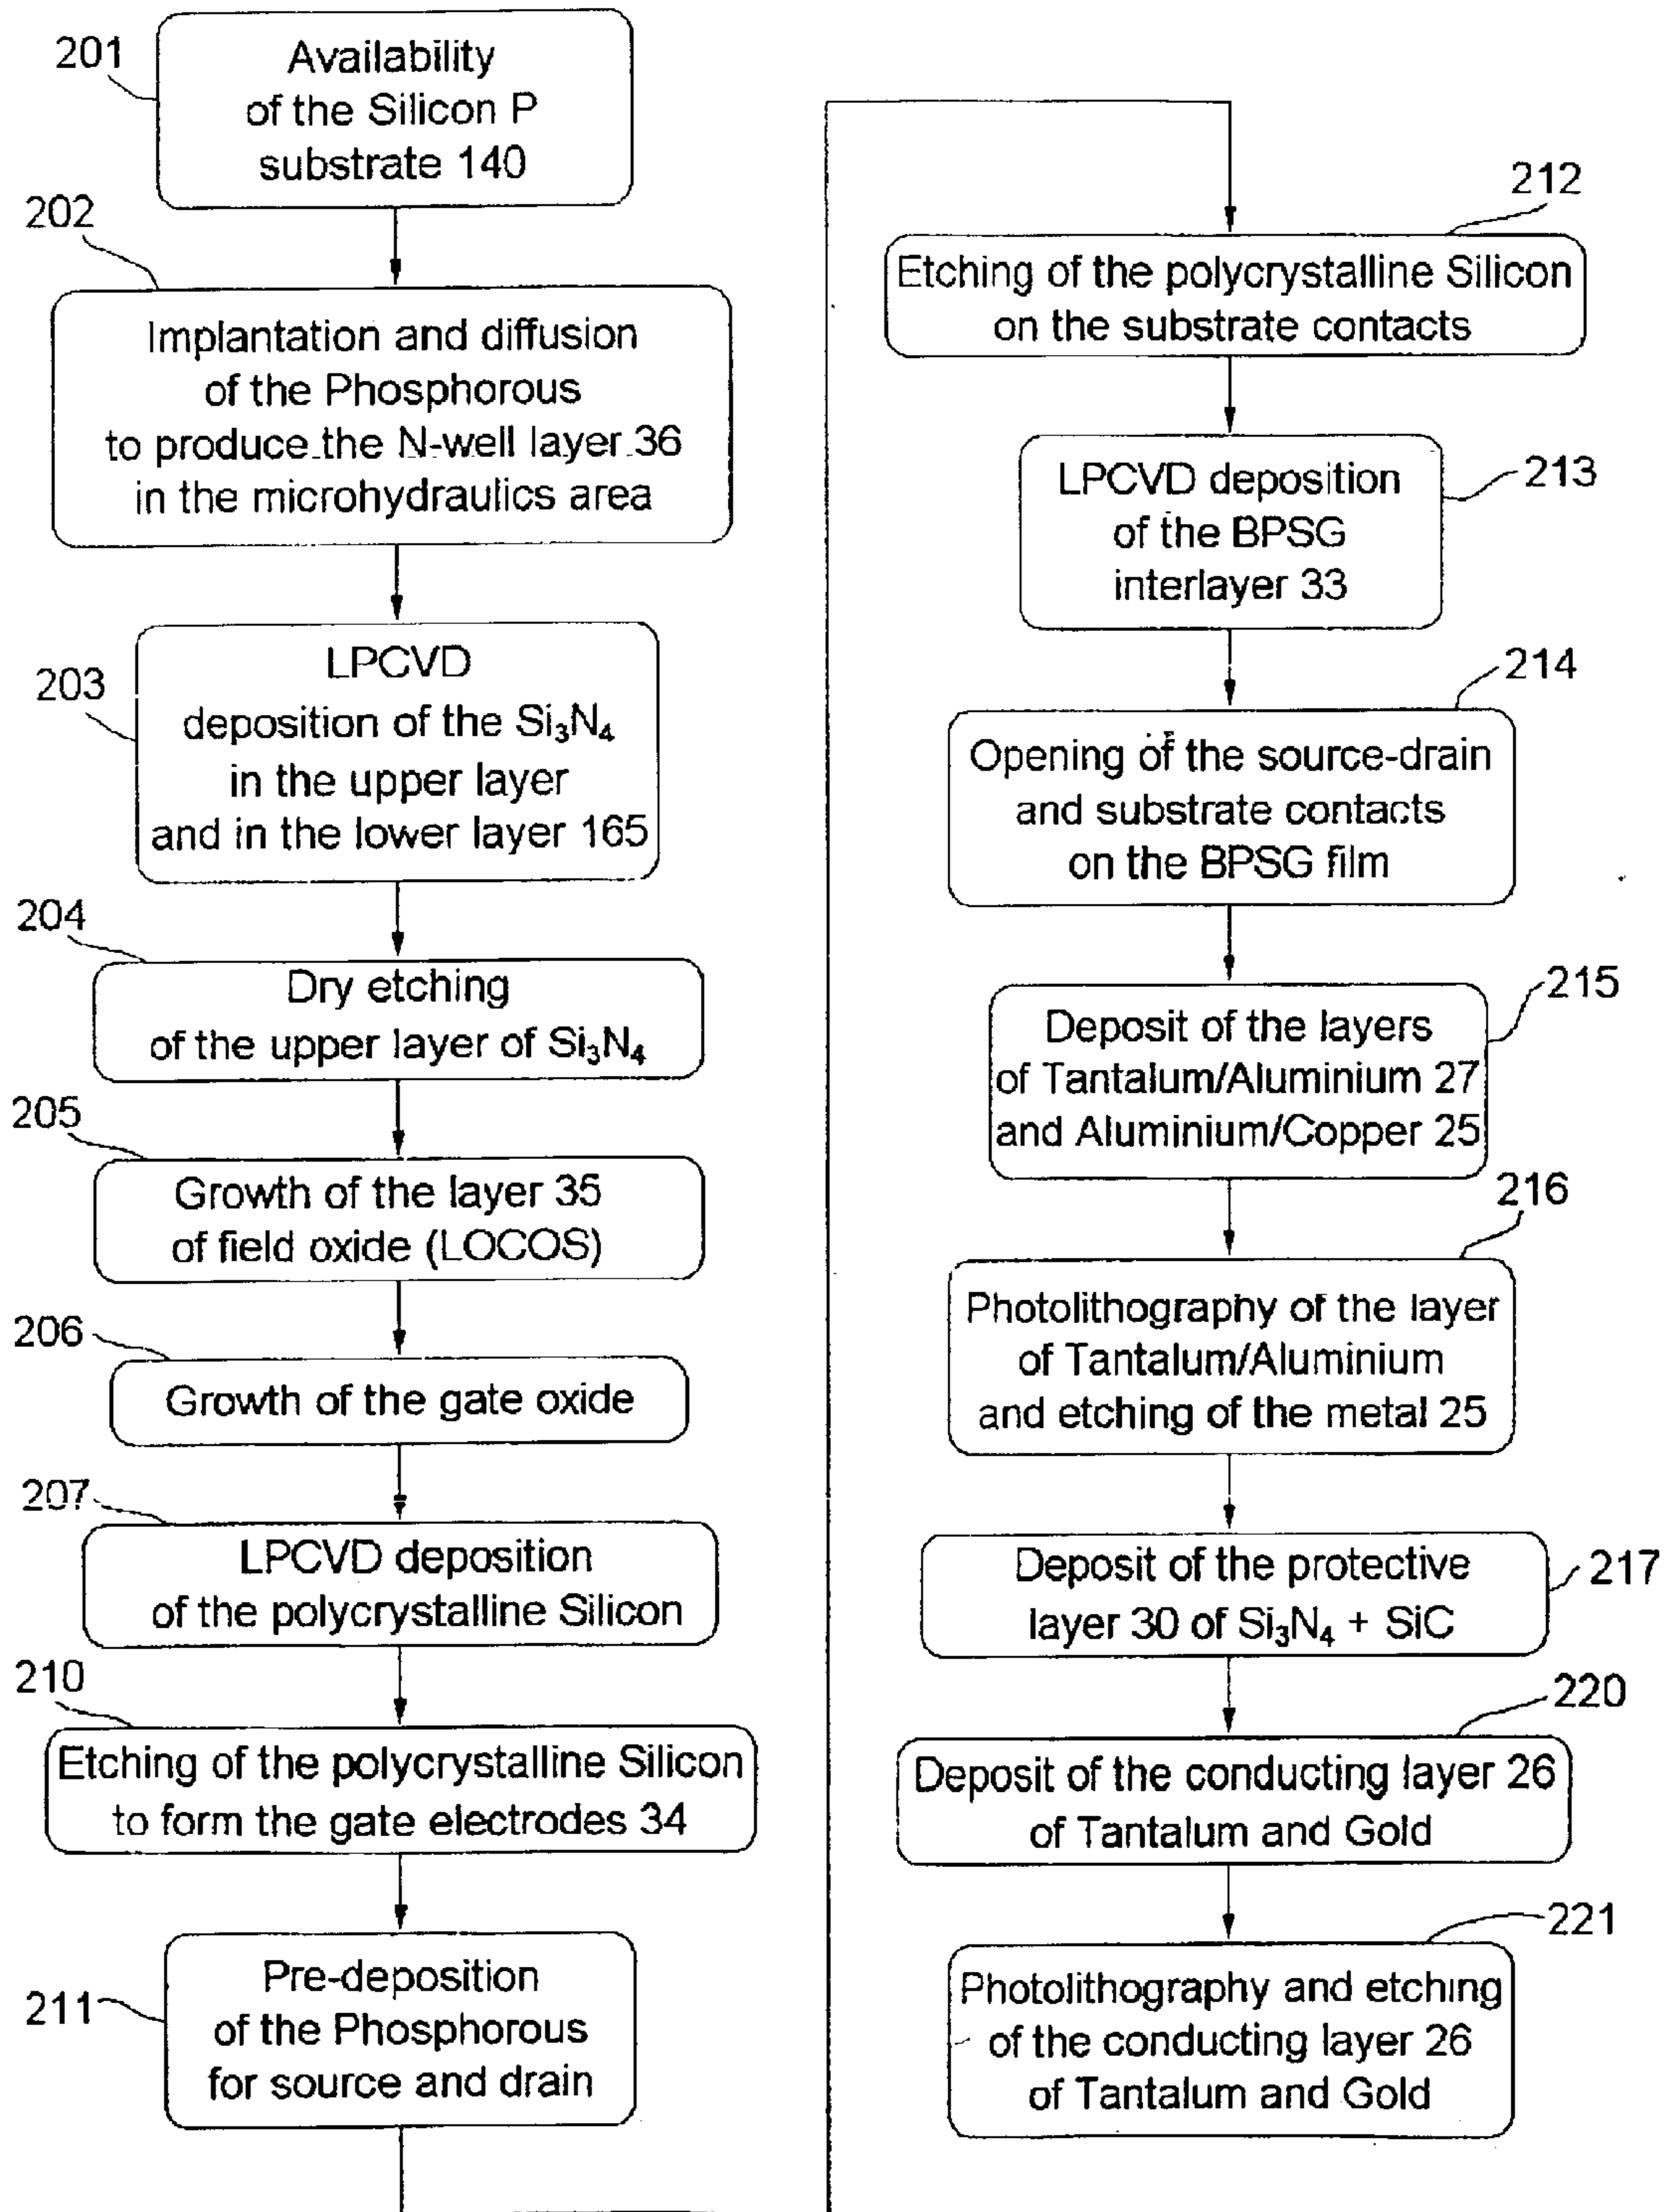 201
Availability
of the Silicon P
substrate 140
202
Implantation and diffusion
of the Phosphorous
to produce the N-well layer 36
in the microhydraulics area
203
LPCVD
deposition of the Si₃N₄
in the upper layer
and in the lower layer 165
204
Dry etching
of the upper layer of Si₃N₄
205
Growth of the layer 35
of field oxide (LOCOS)
206
Growth of the gate oxide
207
LPCVD deposition
of the polycrystalline Silicon
210
Etching of the polycrystalline Silicon
to form the gate electrodes 34
211
Pre-deposition
of the Phosphorous
for source and drain
212
Etching of the polycrystalline Silicon
on the substrate contacts
213
LPCVD deposition
of the BPSG
interlayer 33
214
Opening of the source-drain
and substrate contacts
on the BPSG film
215
Deposit of the layers
of Tantalum/Aluminium 27
and Aluminium/Copper 25
216
Photolithography of the layer
of Tantalum/Aluminium
and etching of the metal 25
217
Deposit of the protective
layer 30 of Si₃N₄ + SiC
220
Deposit of the conducting layer 26
of Tantalum and Gold
221
Photolithography and etching
of the conducting layer 26
of Tantalum and Gold